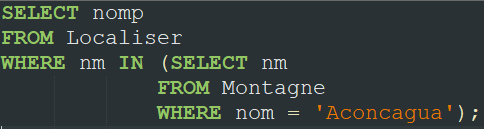 SELECT nomp
FROM Localiser
WHERE nm IN (SELECT nm
FROM Montagne
WHERE nom = 'Aconcagua');